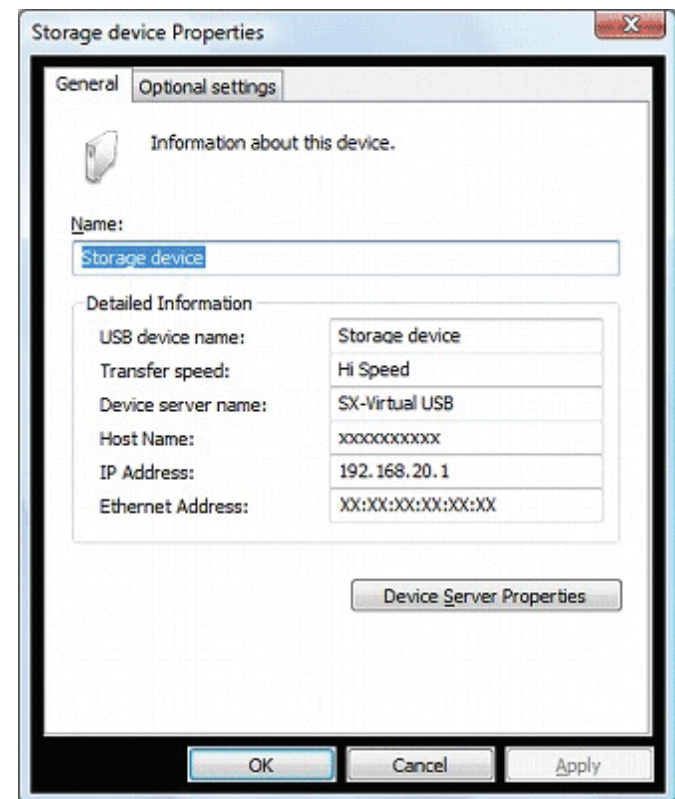 Storage device Properties
General Optional settings
Information about this device.
Name:
Storage device
Detailed Information
USB device name: Storage device
Transfer speed: Hi Speed
Device server name: SX-Virtual USB
Host Name: xxxxxxxxxx
IP Address: 192.168.20.1
Ethernet Address: XX:XX:XX:XX:XX:XX
Device Server Properties
OK Cancel Apply